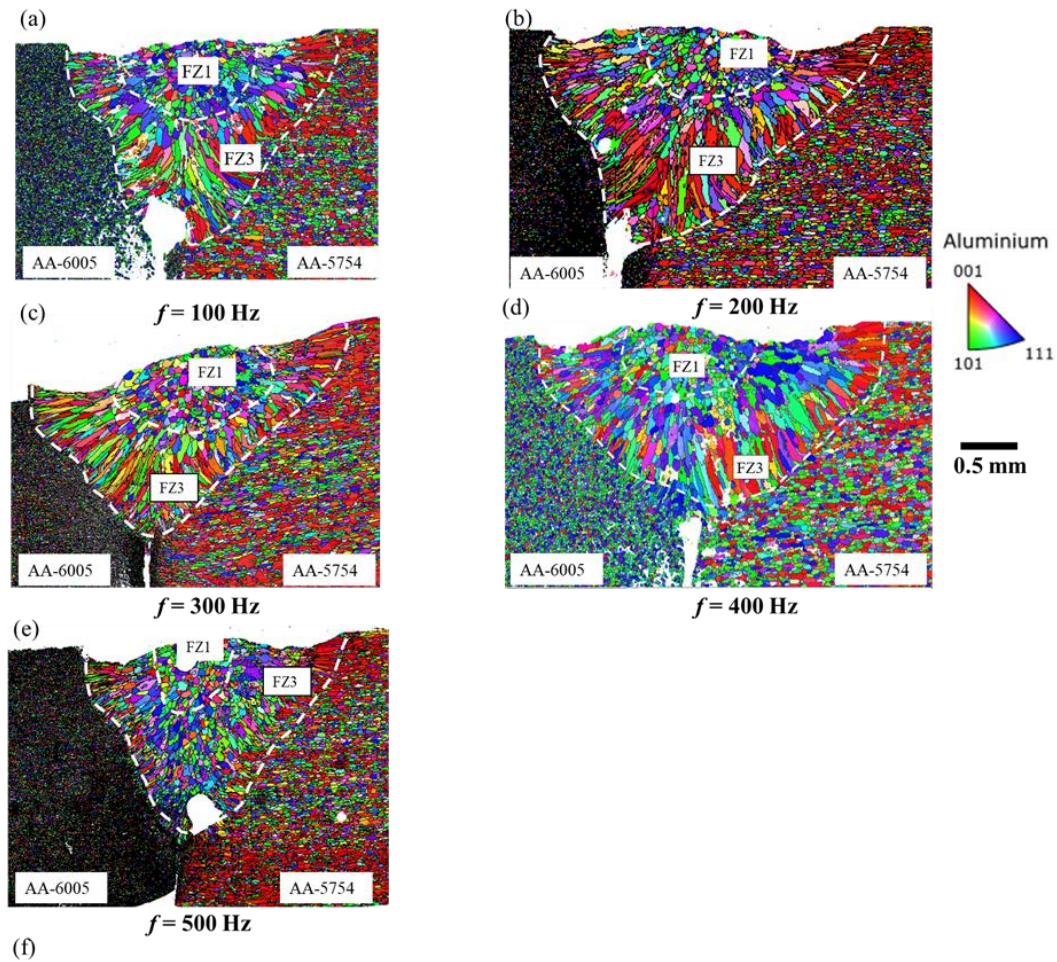 (a)
FZ1
FZ3
AA-6005
AA-5754
f = 100 Hz
(b)
FZ1
FZ3
AA-6005
AA-5754
f = 200 Hz
Aluminium
001
101
111
0.5 mm
(c)
FZ1
FZ3
AA-6005
AA-5754
f = 300 Hz
(d)
FZ1
FZ3
AA-6005
AA-5754
f = 400 Hz
(e)
FZ1
FZ3
AA-6005
AA-5754
f = 500 Hz
(f)